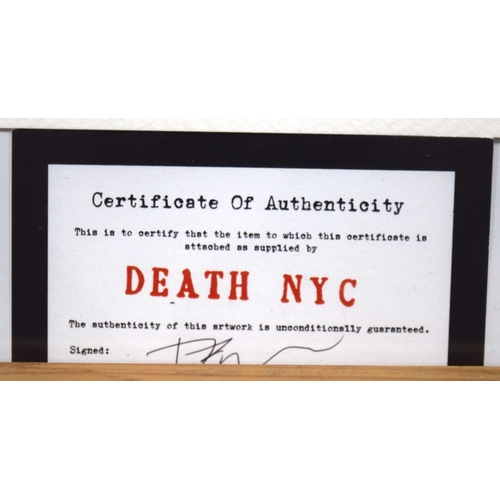 Certificate Of Authenticity
This is to certify that the item to which this certificate is
attached as supplied by
DEATH NYC
The authenticity of this artwork is unconditionally guaranteed.
Signed: